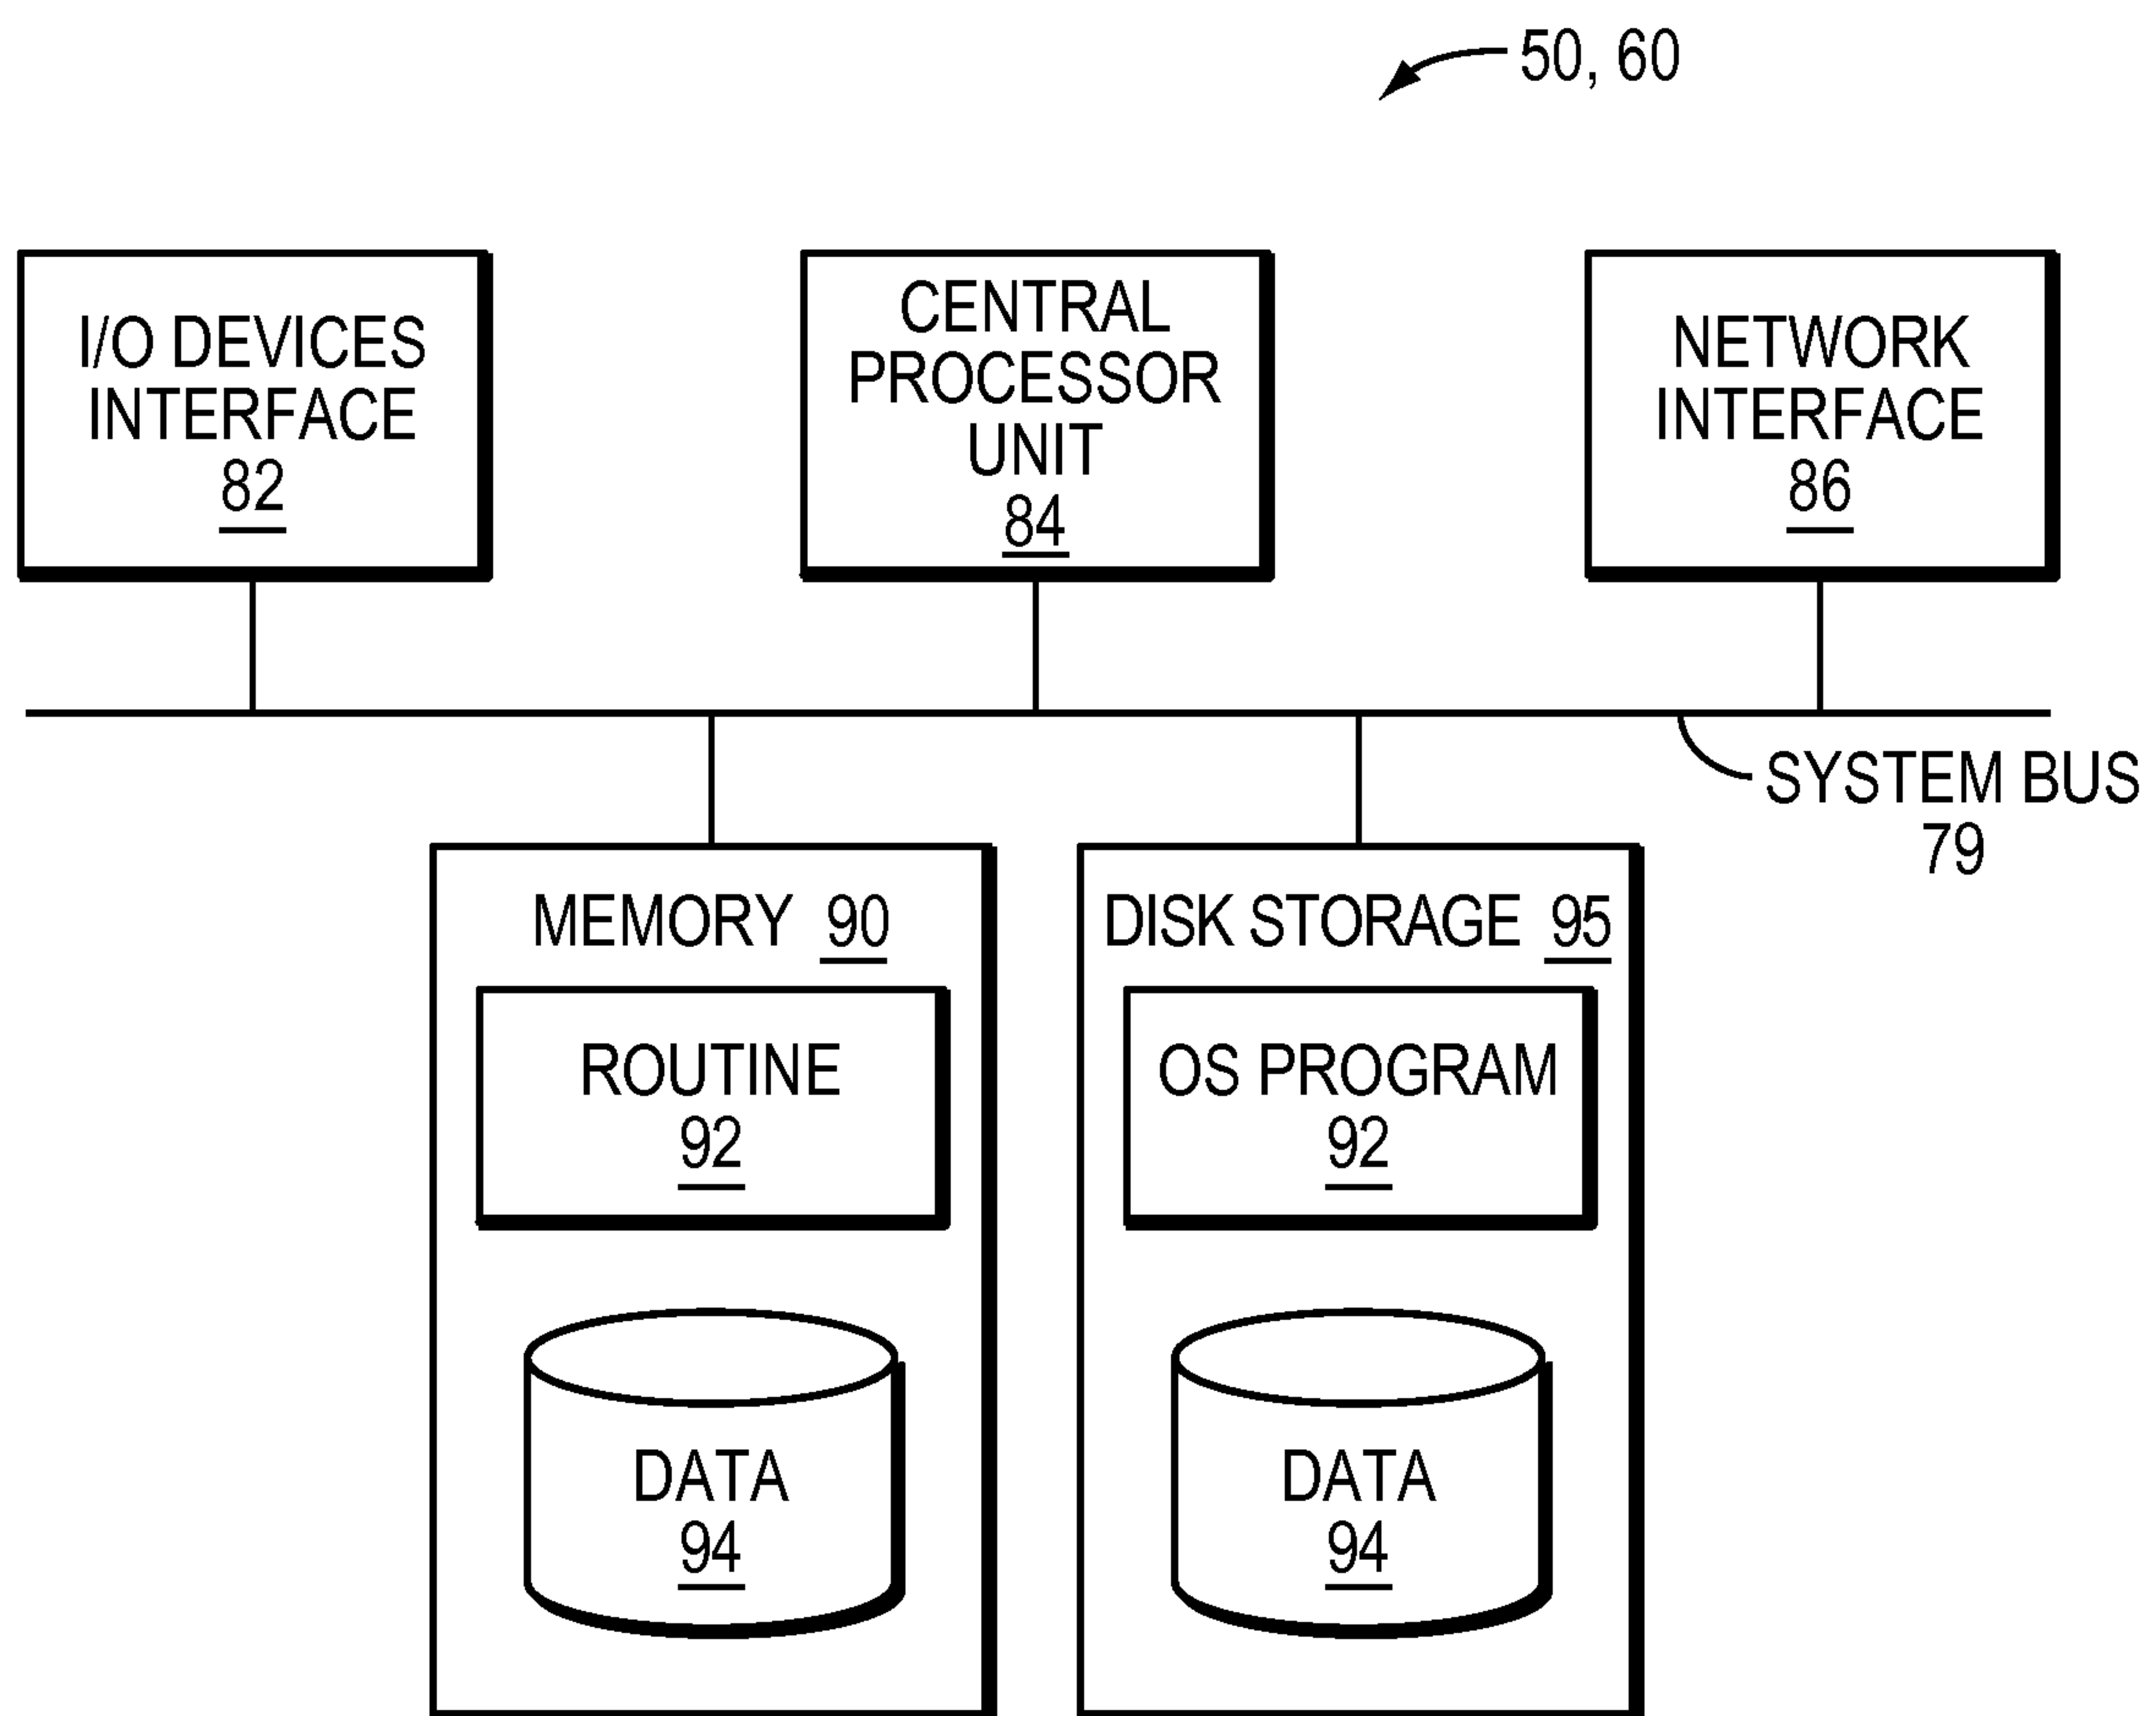 50, 60
I/O DEVICES
INTERFACE
82
CENTRAL
PROCESSOR
UNIT
84
NETWORK
INTERFACE
86
SYSTEM BUS
79
MEMORY 90
ROUTINE
92
DATA
94
DISK STORAGE 95
OS PROGRAM
92
DATA
94